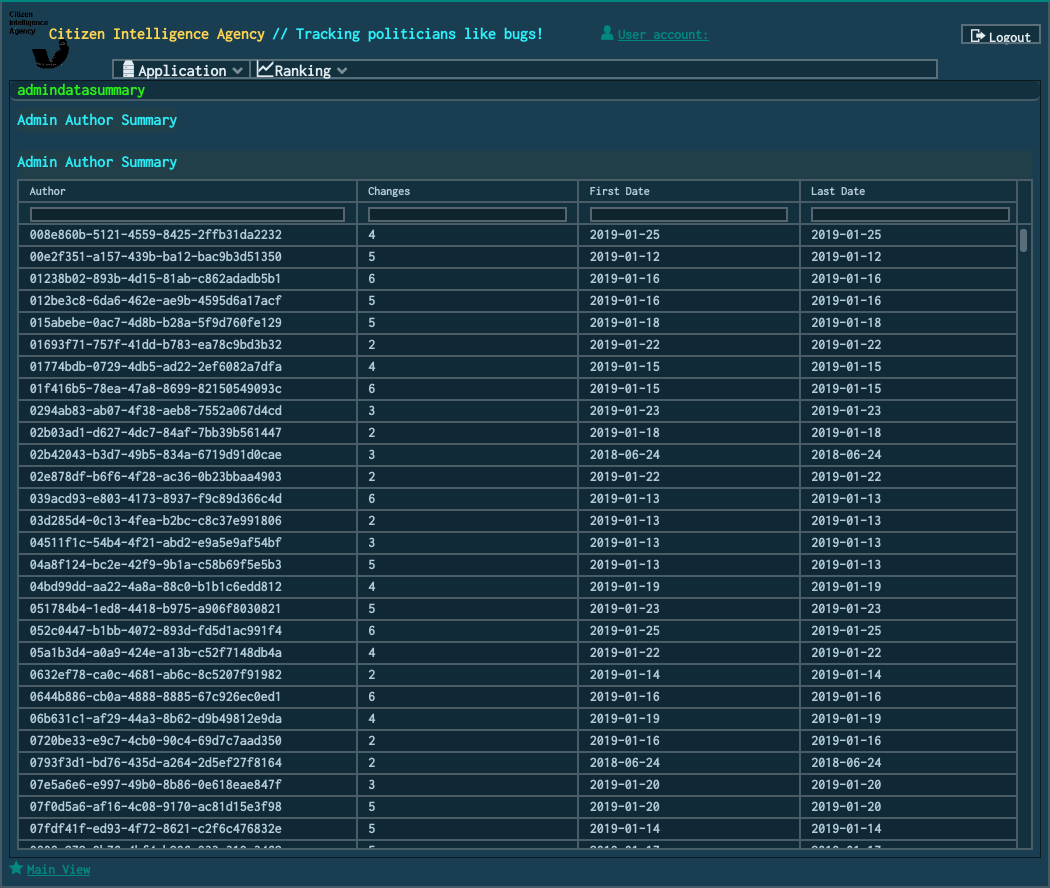 Citizen
Intelligence
Agency
Citizen Intelligence Agency // Tracking politicians like bugs!
User account:
Logout
Application
Ranking
admindatasummary
Admin Author Summary
Admin Author Summary
Author Changes First Date Last Date
008e860b-5121-4559-8425-2ffb31da2232 4 2019-01-25 2019-01-25
00e2f351-a157-439b-ba12-bac9b3d51350 5 2019-01-12 2019-01-12
01238b02-893b-4d15-81ab-c862adadb5b1 6 2019-01-16 2019-01-16
012be3c8-6da6-462e-ae9b-4595d6a17acf 5 2019-01-16 2019-01-16
015abebe-0ac7-4d8b-b28a-5f9d760fe129 5 2019-01-18 2019-01-18
01693f71-757f-41dd-b783-ea78c9bd3b32 2 2019-01-22 2019-01-22
01774bdb-0729-4db5-ad22-2ef6082a7dfa 4 2019-01-15 2019-01-15
01f416b5-78ea-47a8-8699-82150549093c 6 2019-01-15 2019-01-15
0294ab83-ab07-4f38-aeb8-7552a067d4cd 3 2019-01-23 2019-01-23
02b03ad1-d627-4dc7-84af-7bb39b561447 2 2019-01-18 2019-01-18
02b42043-b3d7-49b5-834a-6719d91d0cae 3 2018-06-24 2018-06-24
02e878df-b6f6-4f28-ac36-0b23bbaa4903 2 2019-01-22 2019-01-22
039acd93-e803-4173-8937-f9c89d366c4d 6 2019-01-13 2019-01-13
03d285d4-0c13-4fea-b2bc-c8c37e991806 2 2019-01-13 2019-01-13
04511f1c-54b4-4f21-abd2-e9a5e9af54bf 3 2019-01-13 2019-01-13
04a8f124-bc2e-42f9-9b1a-c58b69f5e5b3 5 2019-01-13 2019-01-13
04bd99dd-aa22-4a8a-88c0-b1b1c6edd812 4 2019-01-19 2019-01-19
051784b4-1ed8-4418-b975-a906f8030821 5 2019-01-23 2019-01-23
052c0447-b1bb-4072-893d-fd5d1ac991f4 6 2019-01-25 2019-01-25
05a1b3d4-a0a9-424e-a13b-c52f7148db4a 4 2019-01-22 2019-01-22
0632ef78-ca0c-4681-ab6c-8c5207f91982 2 2019-01-14 2019-01-14
0644b886-cb0a-4888-8885-67c926ec0ed1 6 2019-01-16 2019-01-16
06b631c1-af29-44a3-8b62-d9b49812e9da 4 2019-01-19 2019-01-19
0720be33-e9c7-4cb0-90c4-69d7c7aad350 2 2019-01-16 2019-01-16
0793f3d1-bd76-435d-a264-2d5ef27f8164 2 2018-06-24 2018-06-24
07e5a6e6-e997-49b0-8b86-0e618eae847f 3 2019-01-20 2019-01-20
07f0d5a6-af16-4c08-9170-ac81d15e3f98 5 2019-01-20 2019-01-20
07fdf41f-ed93-4f72-8621-c2f6c476832e 5 2019-01-14 2019-01-14
Main View